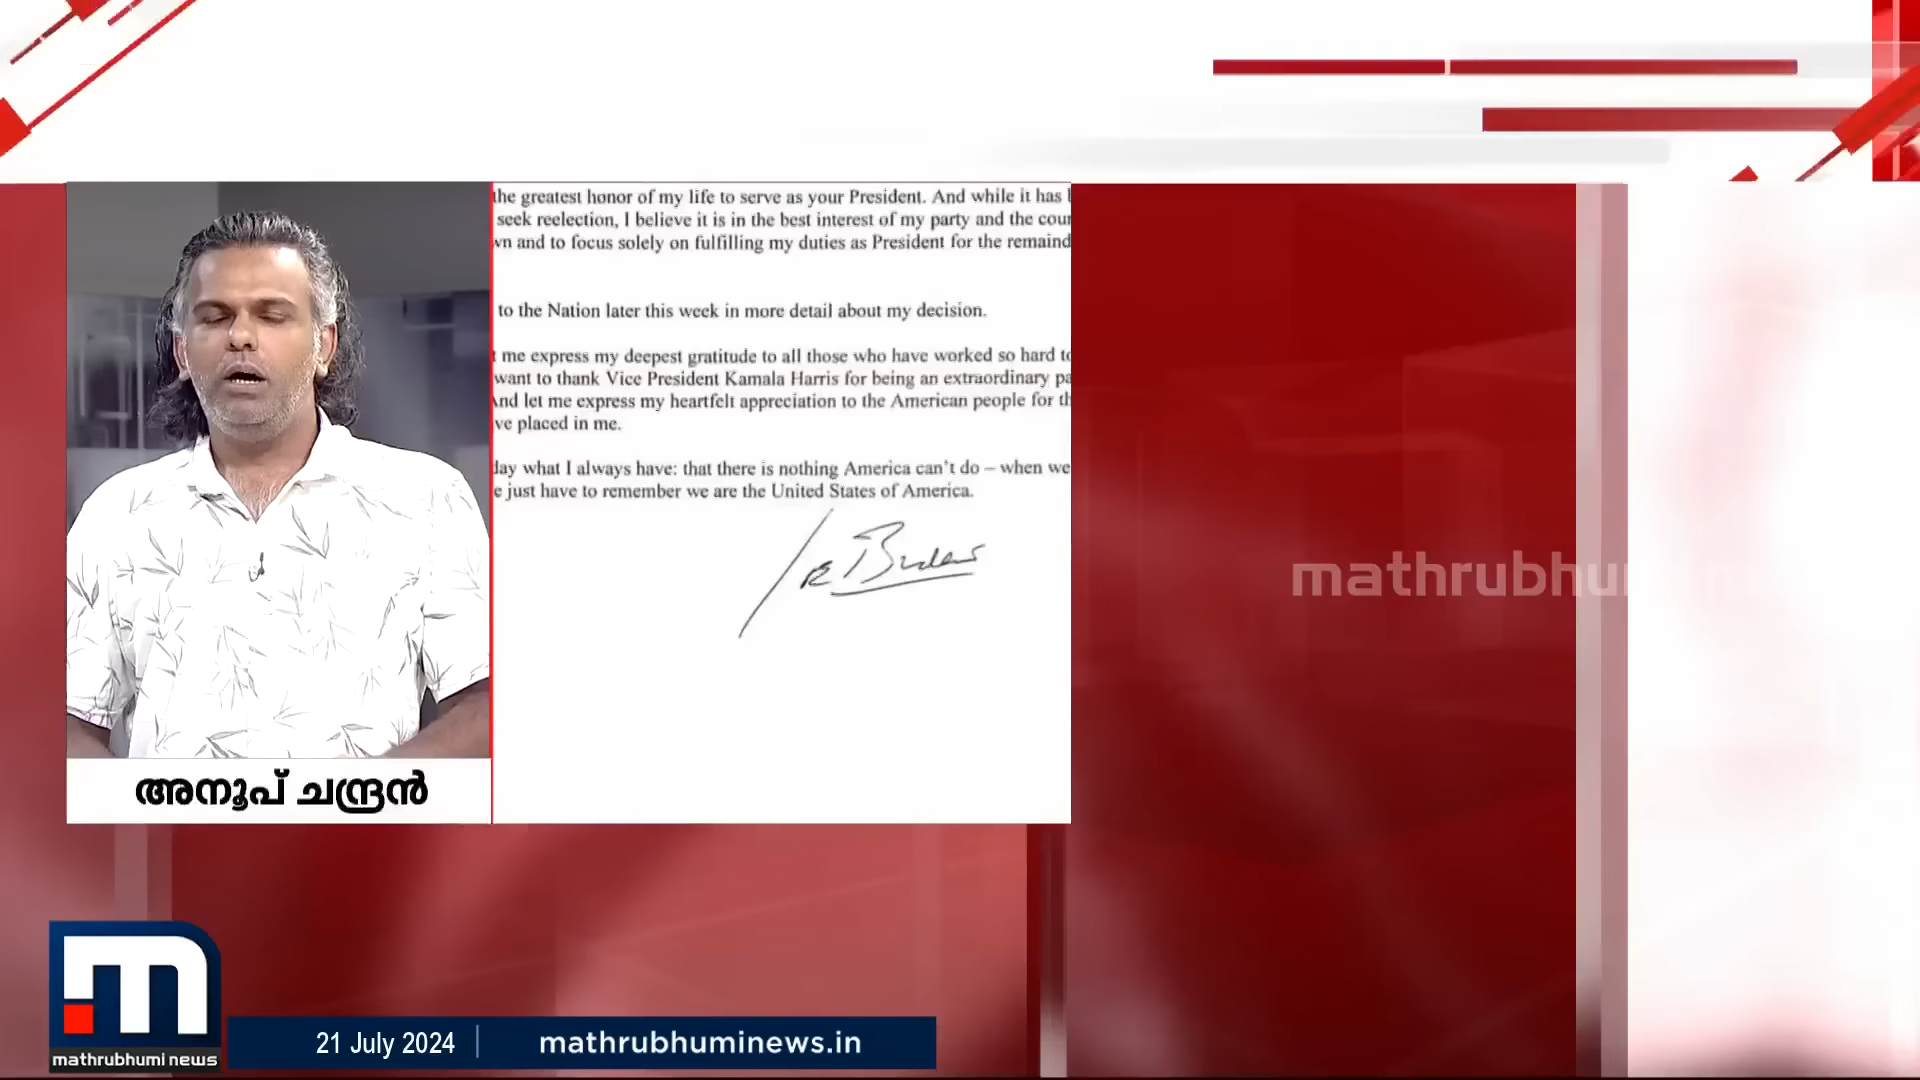 the greatest honor of my life to serve as your President. And while it has
seek reelection, I believe it is in the best interest of my party and the cour
wn and to focus solely on fulfilling my duties as President for the remaind
to the Nation later this week in more detail about my decision.
t me express my deepest gratitude to all those who have worked so hard to
want to thank Vice President Kamala Harris for being an extraordinary pa
And let me express my heartfelt appreciation to the American people for th
ve placed in me.
day what I always have: that there is nothing America can't do – when we
e just have to remember we are the United States of America.
Joe Biden
അനൂപ് ചന്ദ്രൻ
mathrubhu
mathrubhumi news
21 July 2024
mathrubhuminews.in